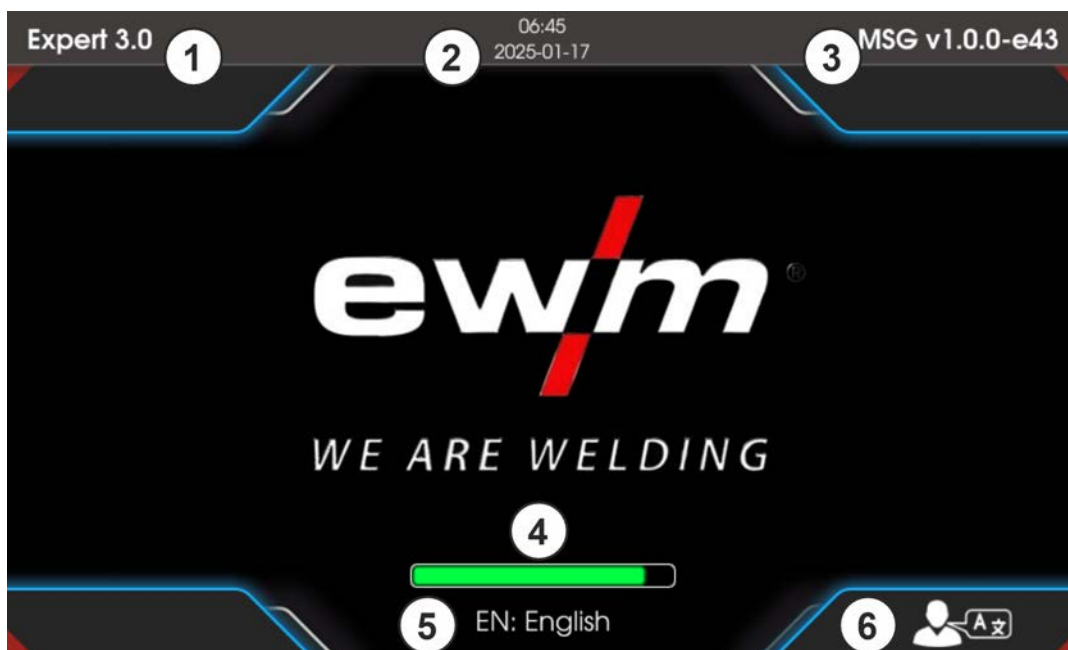 Expert 3.0
1
06:45
2025-01-17
2
3
MSG v1.0.0-e43
ewm®
WE ARE WELDING
4
5
EN: English
6
A文